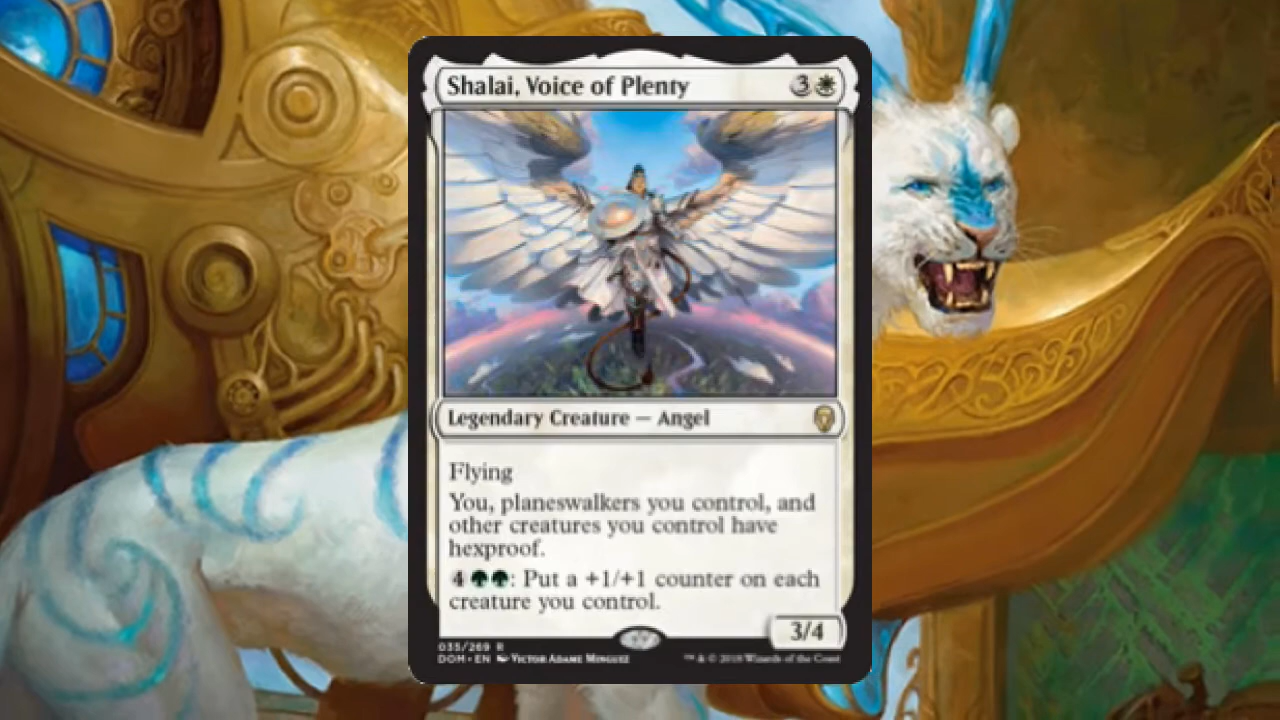 Shalai, Voice of Plenty 3
Legendary Creature — Angel
Flying
You, planeswalkers you control, and
other creatures you control have
hexproof.
4 : Put a +1/+1 counter on each
creature you control.
3/4
035/269 R
DOM • EN Victor Adame Minguez
™ & © 2018 Wizards of the Coast